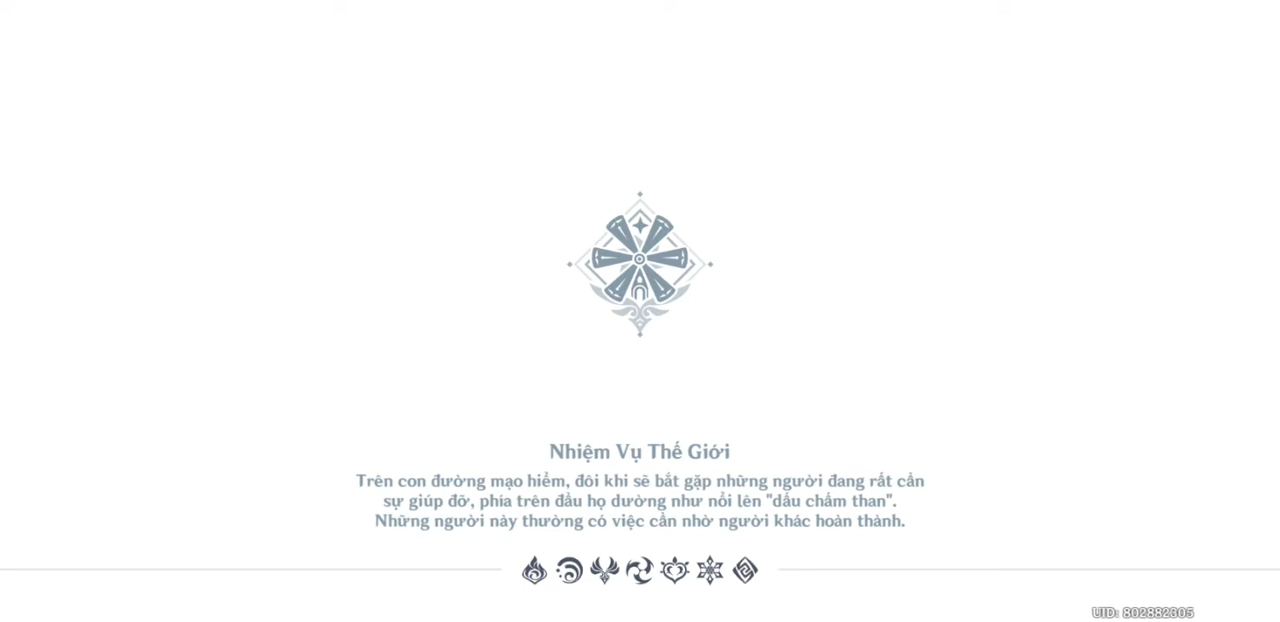 Nhiệm Vụ Thế Giới
Trên con đường mạo hiểm, đôi khi sẽ bắt gặp những người đang rất cần
sự giúp đỡ, phía trên đầu họ dường như nổi lên "dấu chấm than".
Những người này thường có việc cần nhờ người khác hoàn thành.
UID: 802882305